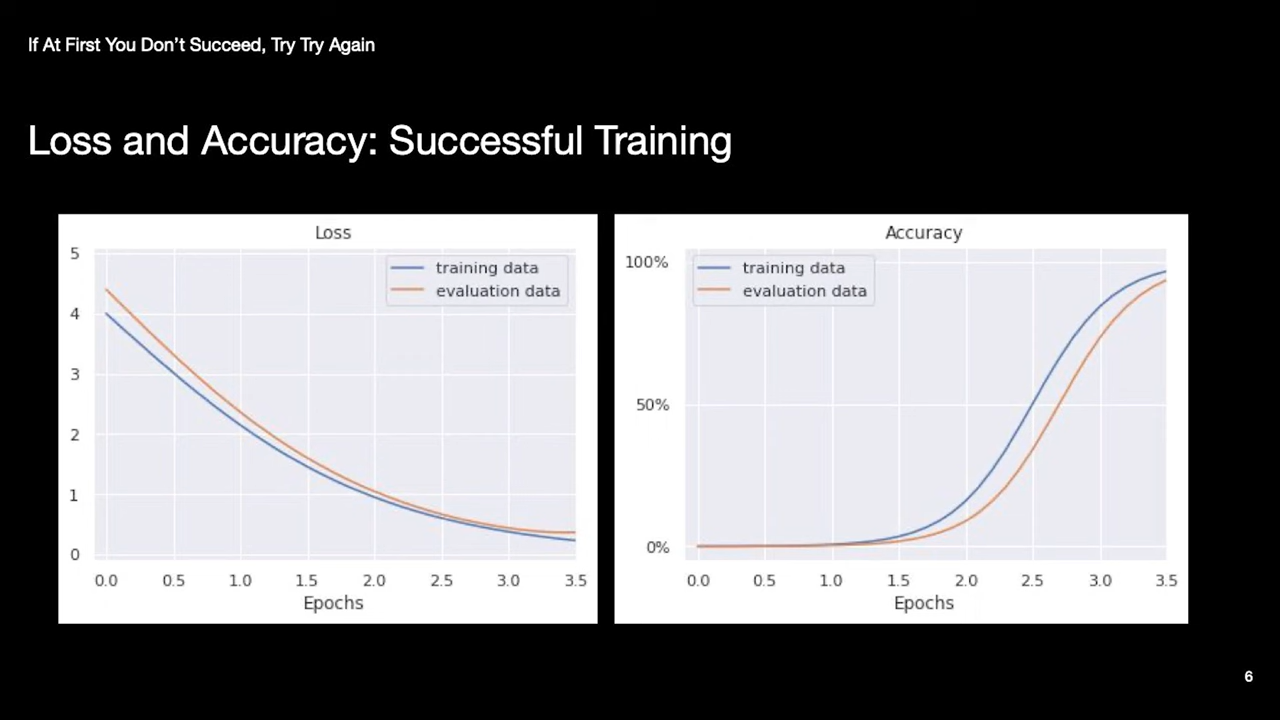 If At First You Don't Succeed, Try Try Again
Loss and Accuracy: Successful Training
Loss
5
4
3
2
1
0
training data
evaluation data
0.0 0.5 1.0 1.5 2.0 2.5 3.0 3.5
Epochs
Accuracy
100%
50%
0%
training data
evaluation data
0.0 0.5 1.0 1.5 2.0 2.5 3.0 3.5
Epochs
6